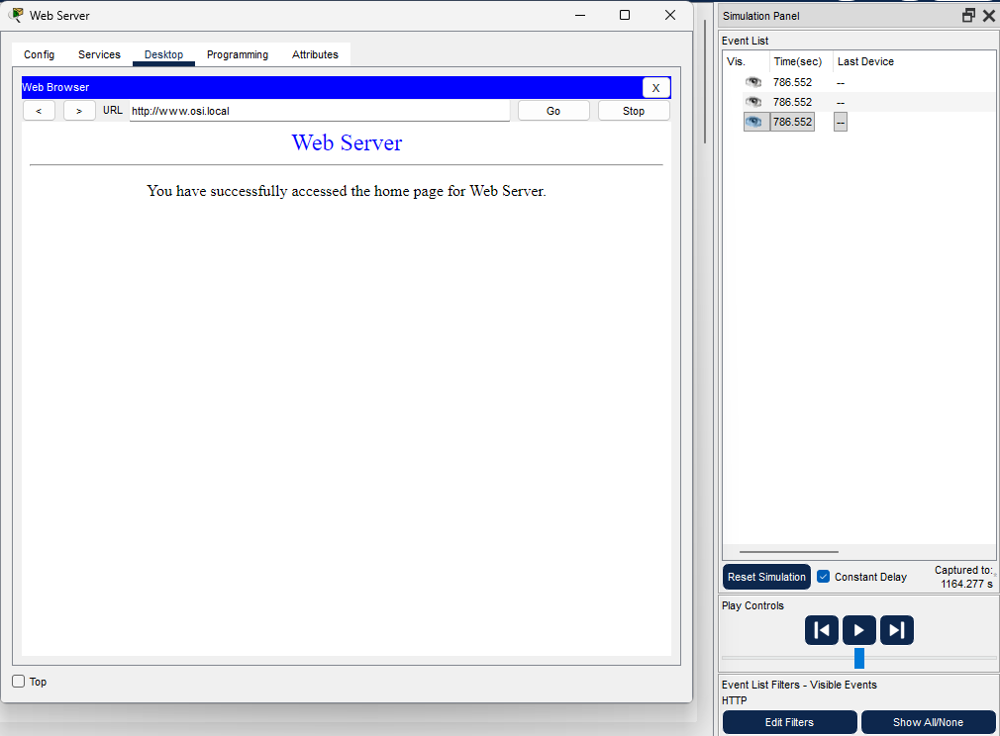 Web Server
Config Services Desktop Programming Attributes
Web Browser X
< > URL http://www.osi.local Go Stop
Web Server
You have successfully accessed the home page for Web Server.
Top
Simulation Panel
Event List
Vis. Time(sec) Last Device
786.552 --
786.552 --
786.552 --
Reset Simulation Constant Delay Captured to:
1164.277 s
Play Controls
Event List Filters - Visible Events
HTTP
Edit Filters Show All/None